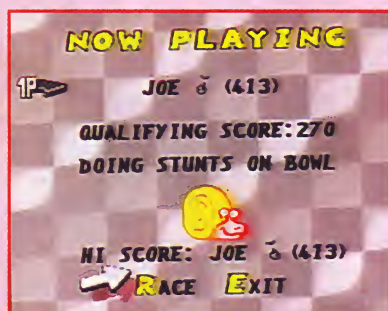 NOW PLAYING
1P JOE ♂ (413)
QUALIFYING SCORE:270
DOING STUNTS ON BOWL
HI SCORE: JOE ♂ (413)
RACE EXIT